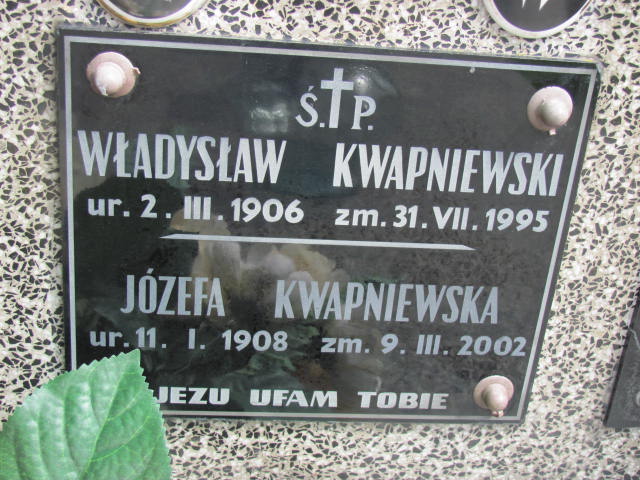 Ś.P.
WŁADYSŁAW KWAPNIEWSKI
ur. 2. III. 1906 zm. 31. VII. 1995
JÓZEFA KWAPNIEWSKA
ur. 11. I. 1908 zm. 9. III. 2002
JEZU UFAM TOBIE